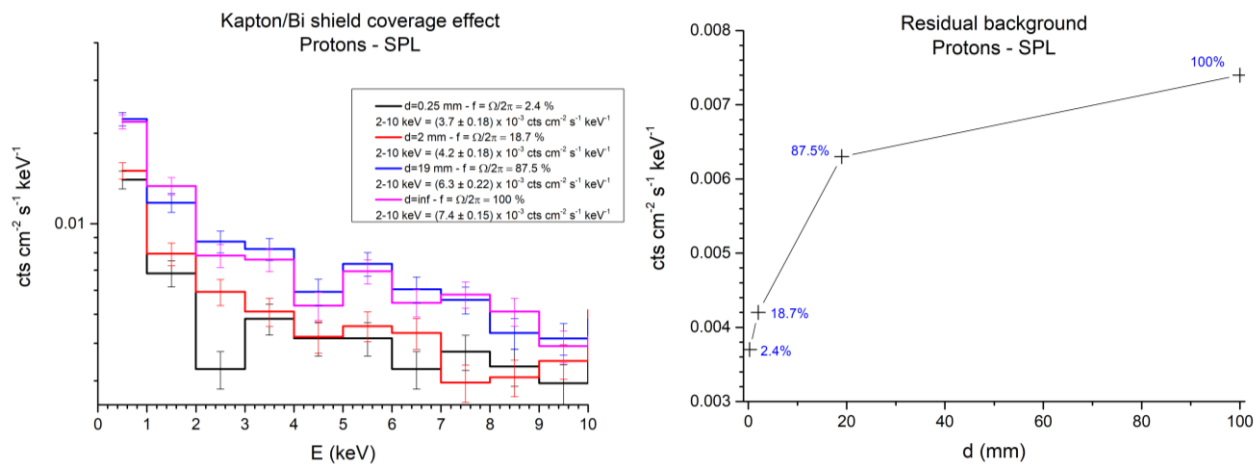 Kapton/Bi shield coverage effect
Protons - SPL
d=0.25 mm - f = Ω/2π = 2.4 %
2-10 keV = (3.7 ± 0.18) x 10⁻³ cts cm⁻² s⁻¹ keV⁻¹
d=2 mm - f = Ω/2π = 18.7 %
2-10 keV = (4.2 ± 0.18) x 10⁻³ cts cm⁻² s⁻¹ keV⁻¹
d=19 mm - f = Ω/2π = 87.5 %
2-10 keV = (6.3 ± 0.22) x 10⁻³ cts cm⁻² s⁻¹ keV⁻¹
d=inf - f = Ω/2π = 100 %
2-10 keV = (7.4 ± 0.15) x 10⁻³ cts cm⁻² s⁻¹ keV⁻¹
cts cm⁻² s⁻¹ keV⁻¹
0.01
0 1 2 3 4 5 6 7 8 9 10
E (keV)
Residual background
Protons - SPL
cts cm⁻² s⁻¹ keV⁻¹
0.008
0.007
0.006
0.005
0.004
0.003
100%
87.5%
18.7%
2.4%
0 20 40 60 80 100
d (mm)